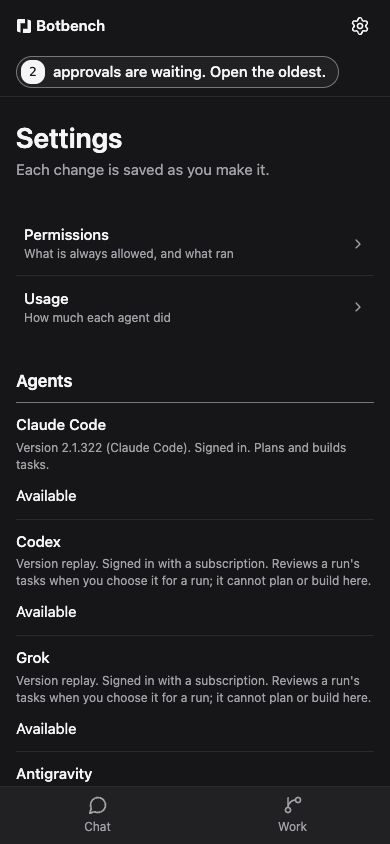 Botbench
2 approvals are waiting. Open the oldest.
Settings
Each change is saved as you make it.
Permissions
What is always allowed, and what ran
Usage
How much each agent did
Agents
Claude Code
Version 2.1.322 (Claude Code). Signed in. Plans and builds
tasks.
Available
Codex
Version replay. Signed in with a subscription. Reviews a run's
tasks when you choose it for a run; it cannot plan or build here.
Available
Grok
Version replay. Signed in with a subscription. Reviews a run's
tasks when you choose it for a run; it cannot plan or build here.
Available
Antigravity
Chat
Work